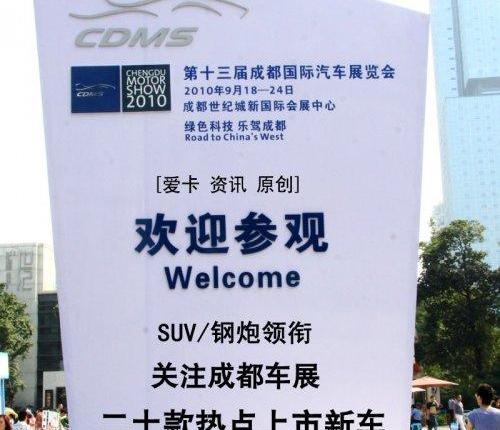 CDMS
CDMS
CHENGDU
MOTOR
SHOW
2010
第十三届成都国际汽车展览会
2010年9月18—24日
成都世纪城新国际会展中心
绿色科技 乐驾成都
Road to China's West
[爱卡 资讯 原创]
欢迎参观
Welcome
SUV/钢炮领衔
关注成都车展
二十款热点上市新车